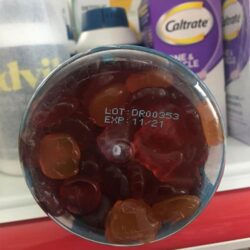 dvil
Caltrate
LOT: DR00353
EXP: 11/21